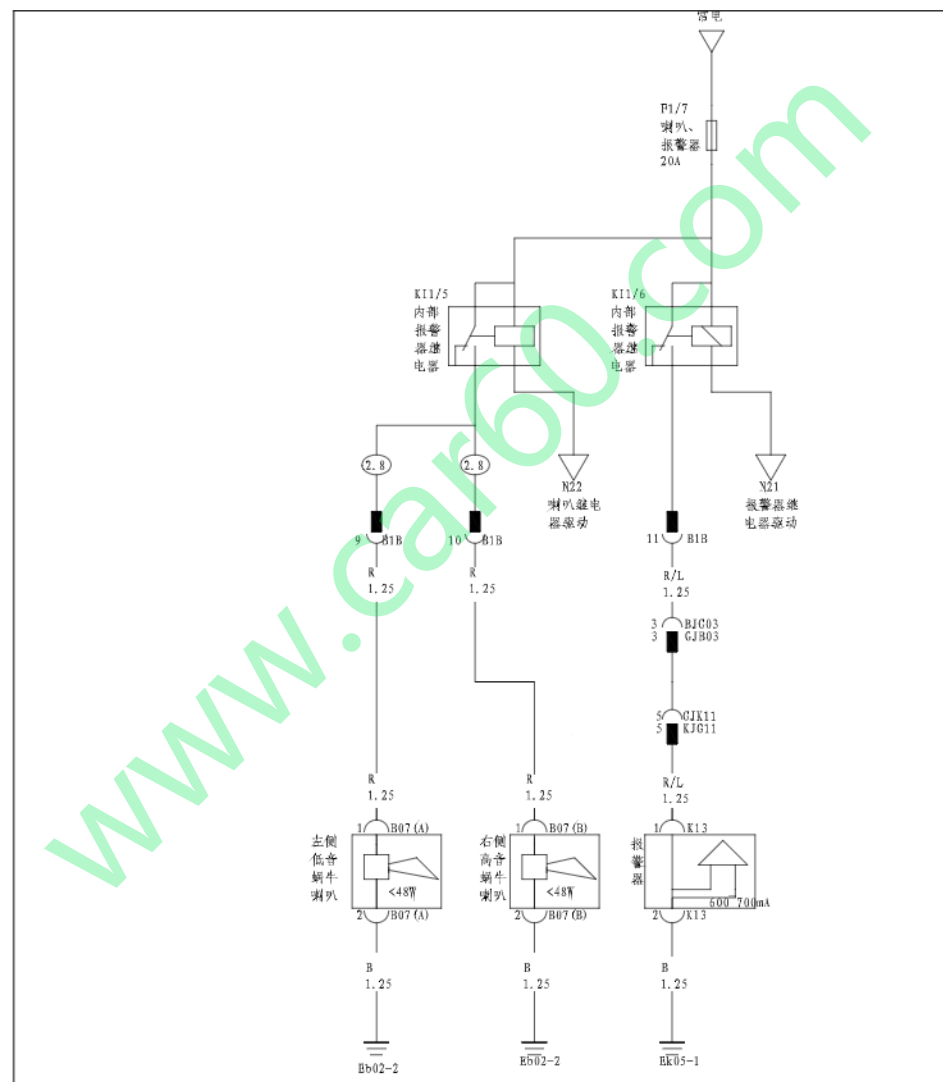 常电
F1/7
喇叭、
报警器
20A
KI1/5
内部
报警
器继
电器
KI1/6
内部
报警
器继
电器
2.8
2.8
N22
喇叭继电
器驱动
N21
报警器继
电器驱动
9 B1B
10 B1B
11 B1B
R
1.25
R
1.25
R/L
1.25
3 BJG03
3 GJB03
5 GJK11
5 KJG11
R
1.25
R
1.25
R/L
1.25
1 B07(A)
1 B07(B)
1 K13
左侧
低音
蜗牛
喇叭
<48W
右侧
高音
蜗牛
喇叭
<48W
报
警
器
600 700mA
2 B07(A)
2 B07(B)
2 K13
B
1.25
B
1.25
B
1.25
Eb02-2
Eb02-2
Ek05-1
www.car60.com